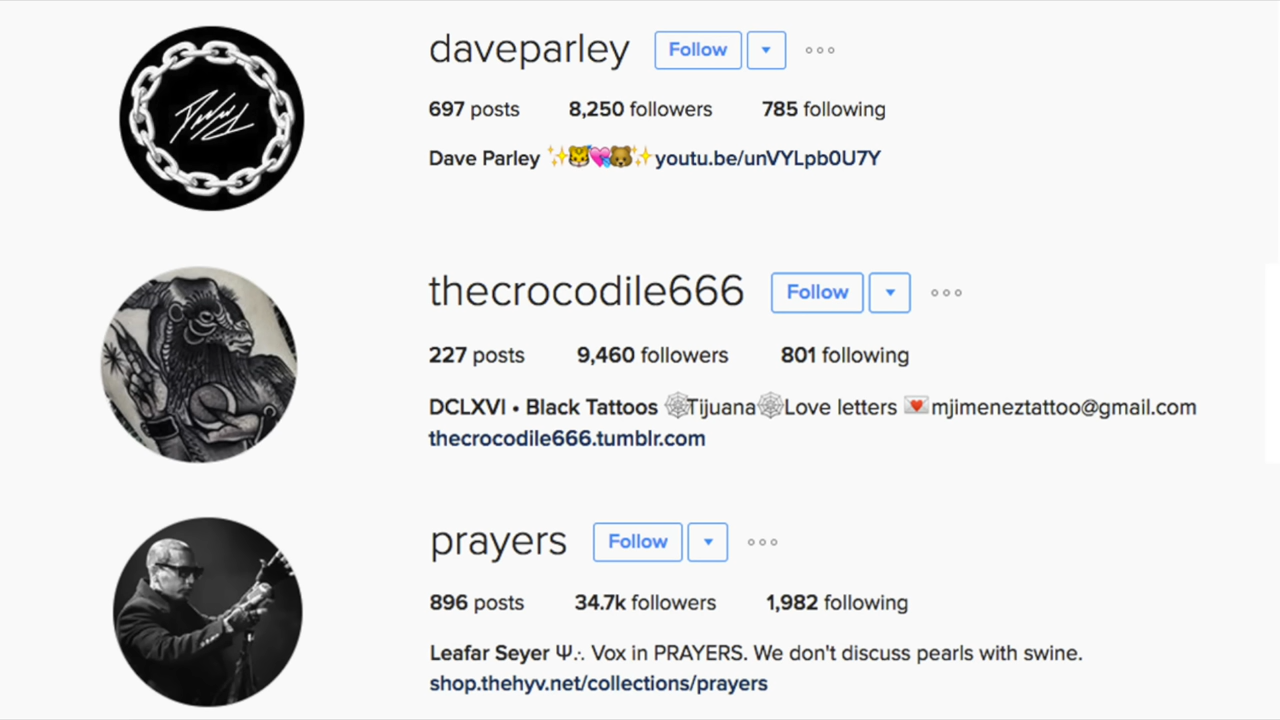 daveparley Follow
697 posts 8,250 followers 785 following
Dave Parley ✨🐯💘🐻✨youtu.be/unVYLpb0U7Y
thecrocodile666 Follow
227 posts 9,460 followers 801 following
DCLXVI • Black Tattoos 🕸Tijuana🕸Love letters 💌mjimeneztattoo@gmail.com
thecrocodile666.tumblr.com
prayers Follow
896 posts 34.7k followers 1,982 following
Leafar Seyer Ψ∴ Vox in PRAYERS. We don't discuss pearls with swine.
shop.thehyv.net/collections/prayers